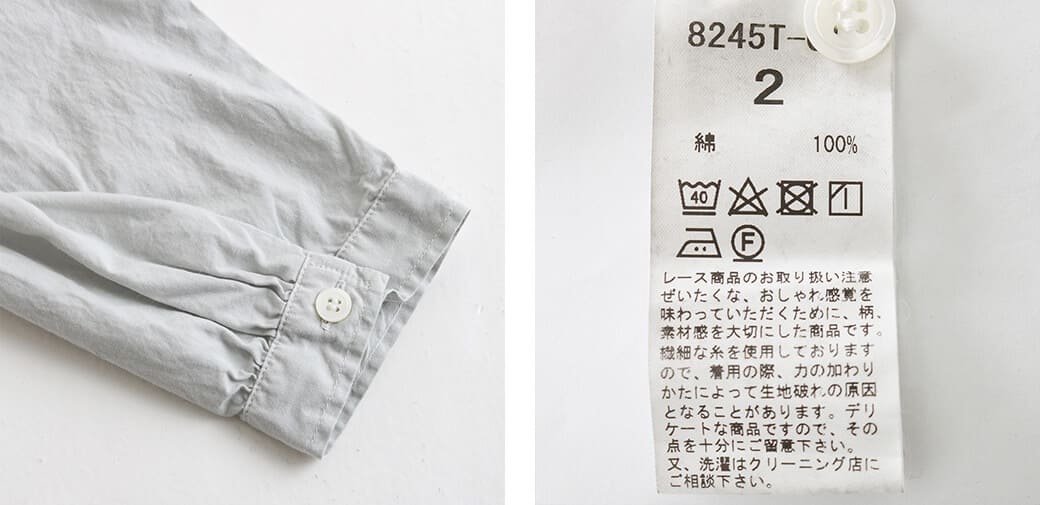 8245T-
2
綿 100%
40
F
レース商品のお取り扱い注意
ぜいたくな、おしゃれ感覚を
味わっていただくために、柄、
素材感を大切にした商品です。
繊細な糸を使用しております
ので、着用の際、力の加わり
かたによって生地破れの原因
となることがあります。デリ
ケートな商品ですので、その
点を十分にご留意下さい。
又、洗濯はクリーニング店に
ご相談下さい。